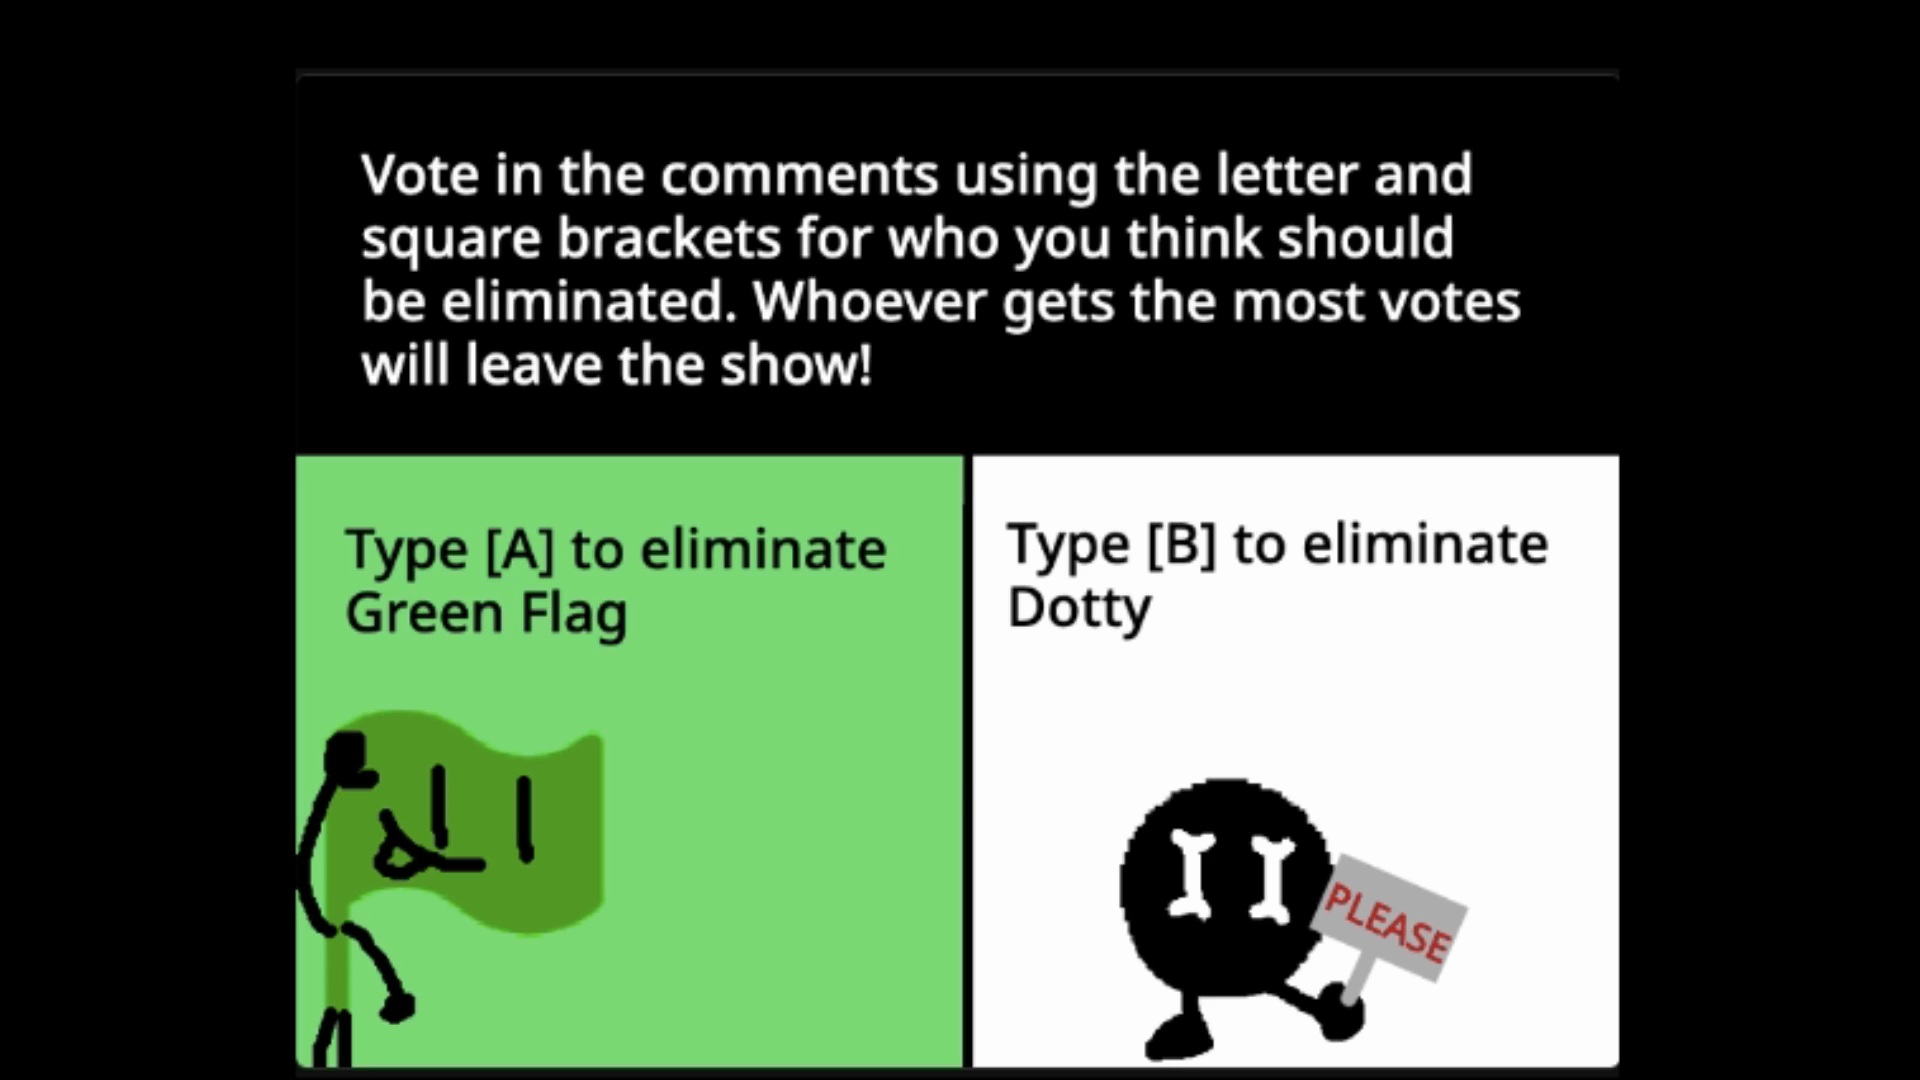 Vote in the comments using the letter and
square brackets for who you think should
be eliminated. Whoever gets the most votes
will leave the show!
Type [A] to eliminate
Green Flag
Type [B] to eliminate
Dotty
PLEASE